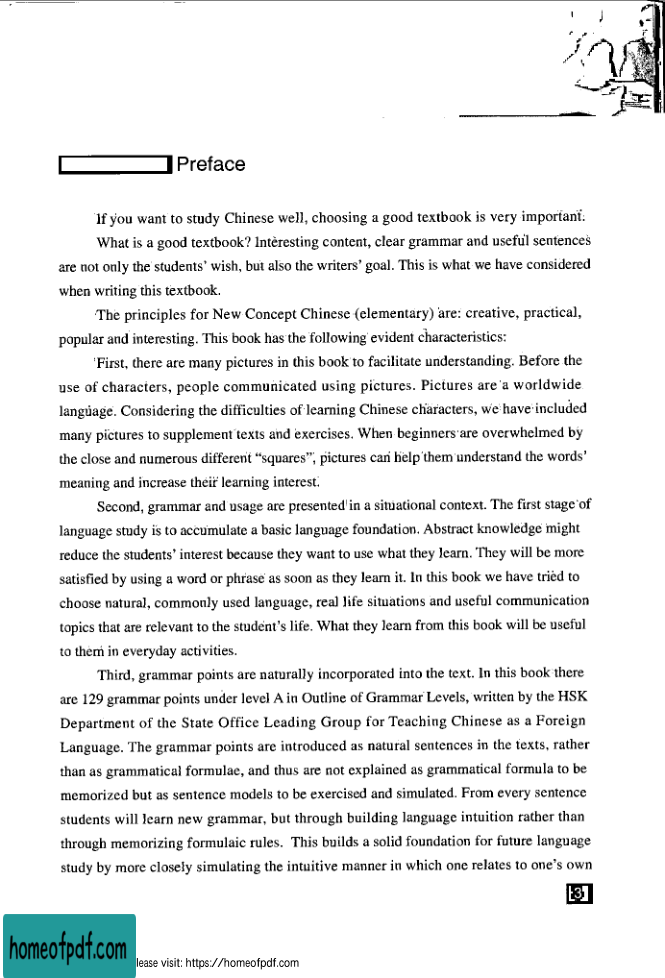 Preface
If you want to study Chinese well, choosing a good textbook is very important.
What is a good textbook? Interesting content, clear grammar and useful sentences
are not only the students' wish, but also the writers' goal. This is what we have considered
when writing this textbook.
The principles for New Concept Chinese (elementary) are: creative, practical,
popular and interesting. This book has the following evident characteristics:
First, there are many pictures in this book to facilitate understanding. Before the
use of characters, people communicated using pictures. Pictures are a worldwide
language. Considering the difficulties of learning Chinese characters, we have included
many pictures to supplement texts and exercises. When beginners are overwhelmed by
the close and numerous different “squares”, pictures can help them understand the words'
meaning and increase their learning interest.
Second, grammar and usage are presented in a situational context. The first stage of
language study is to accumulate a basic language foundation. Abstract knowledge might
reduce the students' interest because they want to use what they learn. They will be more
satisfied by using a word or phrase as soon as they learn it. In this book we have tried to
choose natural, commonly used language, real life situations and useful communication
topics that are relevant to the student's life. What they learn from this book will be useful
to them in everyday activities.
Third, grammar points are naturally incorporated into the text. In this book there
are 129 grammar points under level A in Outline of Grammar Levels, written by the HSK
Department of the State Office Leading Group for Teaching Chinese as a Foreign
Language. The grammar points are introduced as natural sentences in the texts, rather
than as grammatical formulae, and thus are not explained as grammatical formula to be
memorized but as sentence models to be exercised and simulated. From every sentence
students will learn new grammar, but through building language intuition rather than
through memorizing formulaic rules. This builds a solid foundation for future language
study by more closely simulating the intuitive manner in which one relates to one's own
3
homeofpdf.com
lease visit: https://homeofpdf.com